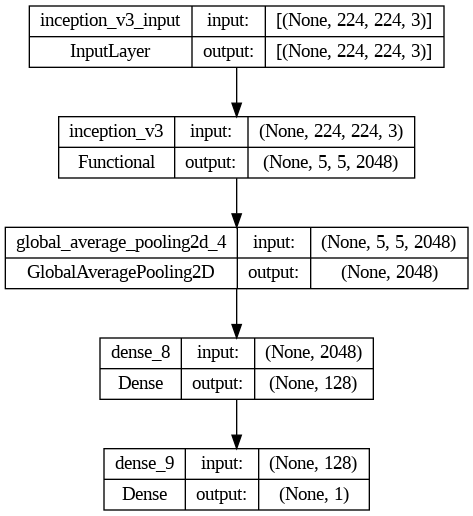 inception_v3_input input: [(None, 224, 224, 3)]
InputLayer output: [(None, 224, 224, 3)]
inception_v3 input: (None, 224, 224, 3)
Functional output: (None, 5, 5, 2048)
global_average_pooling2d_4 input: (None, 5, 5, 2048)
GlobalAveragePooling2D output: (None, 2048)
dense_8 input: (None, 2048)
Dense output: (None, 128)
dense_9 input: (None, 128)
Dense output: (None, 1)